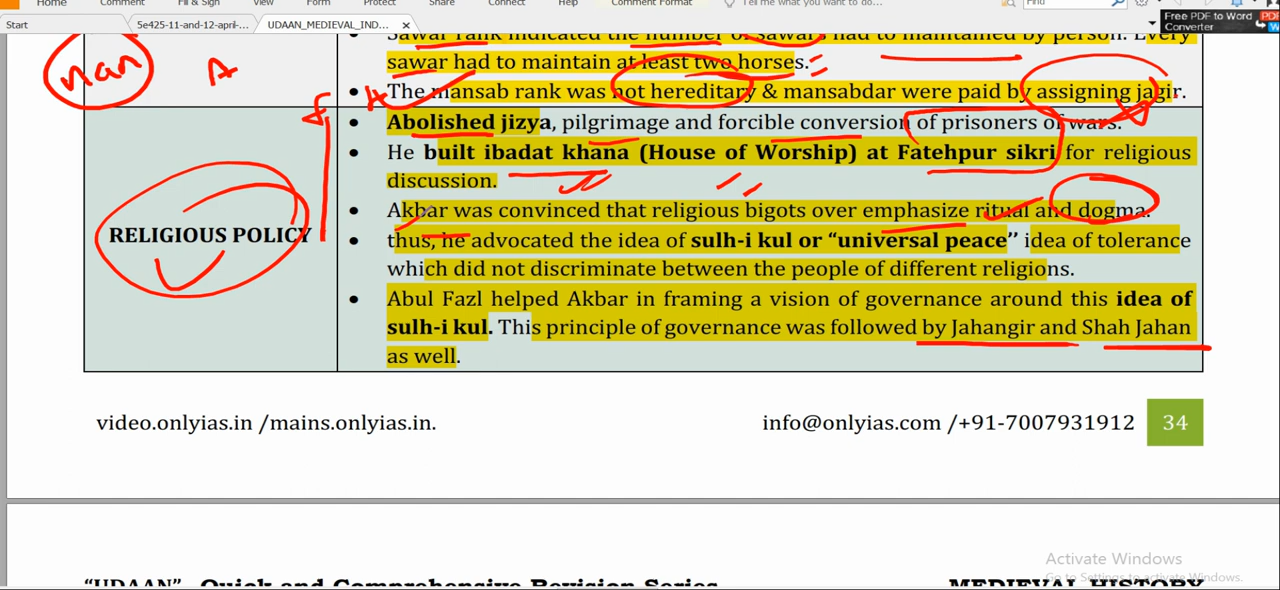 Home Comment Fill & Sign View Form Protect Share Connect Help Comment Format Tell me what you want to do... Find
Start 5e425-11-and-12-april-... UDAAN_MEDIEVAL_IND... × Free PDF to Word Converter
Sawar rank indicated the number of sawars had to maintained by person. Every
nan A sawar had to maintain at least two horses.
• The mansab rank was not hereditary & mansabdar were paid by assigning jagir.
• Abolished jizya, pilgrimage and forcible conversion of prisoners of wars.
• He built ibadat khana (House of Worship) at Fatehpur sikri for religious
discussion.
• Akbar was convinced that religious bigots over emphasize ritual and dogma.
RELIGIOUS POLICY
• thus, he advocated the idea of sulh-i kul or “universal peace” idea of tolerance
which did not discriminate between the people of different religions.
• Abul Fazl helped Akbar in framing a vision of governance around this idea of
sulh-i kul. This principle of governance was followed by Jahangir and Shah Jahan
as well.
video.onlyias.in /mains.onlyias.in. info@onlyias.com /+91-7007931912 34
Activate Windows
Go to Settings to activate Windows.
“UDAAN” Quick and Comprehensive Revision Series MEDIEVAL HISTORY